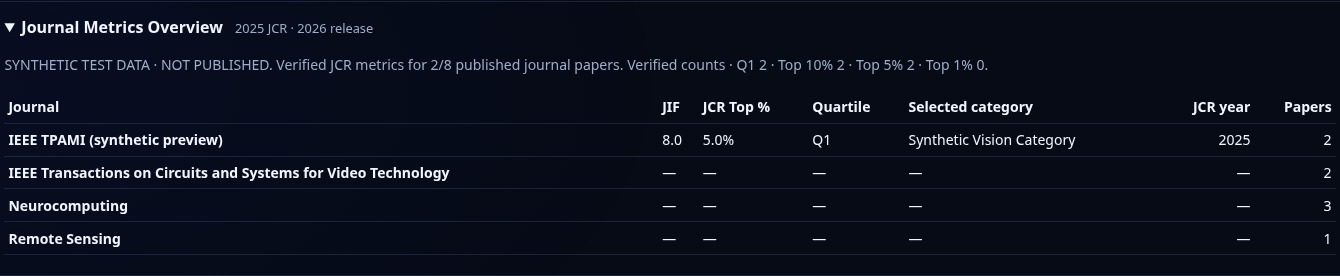 ▼ Journal Metrics Overview 2025 JCR · 2026 release
SYNTHETIC TEST DATA · NOT PUBLISHED. Verified JCR metrics for 2/8 published journal papers. Verified counts · Q1 2 · Top 10% 2 · Top 5% 2 · Top 1% 0.
Journal JIF JCR Top % Quartile Selected category JCR year Papers
IEEE TPAMI (synthetic preview) 8.0 5.0% Q1 Synthetic Vision Category 2025 2
IEEE Transactions on Circuits and Systems for Video Technology — — — — — 2
Neurocomputing — — — — — 3
Remote Sensing — — — — — 1